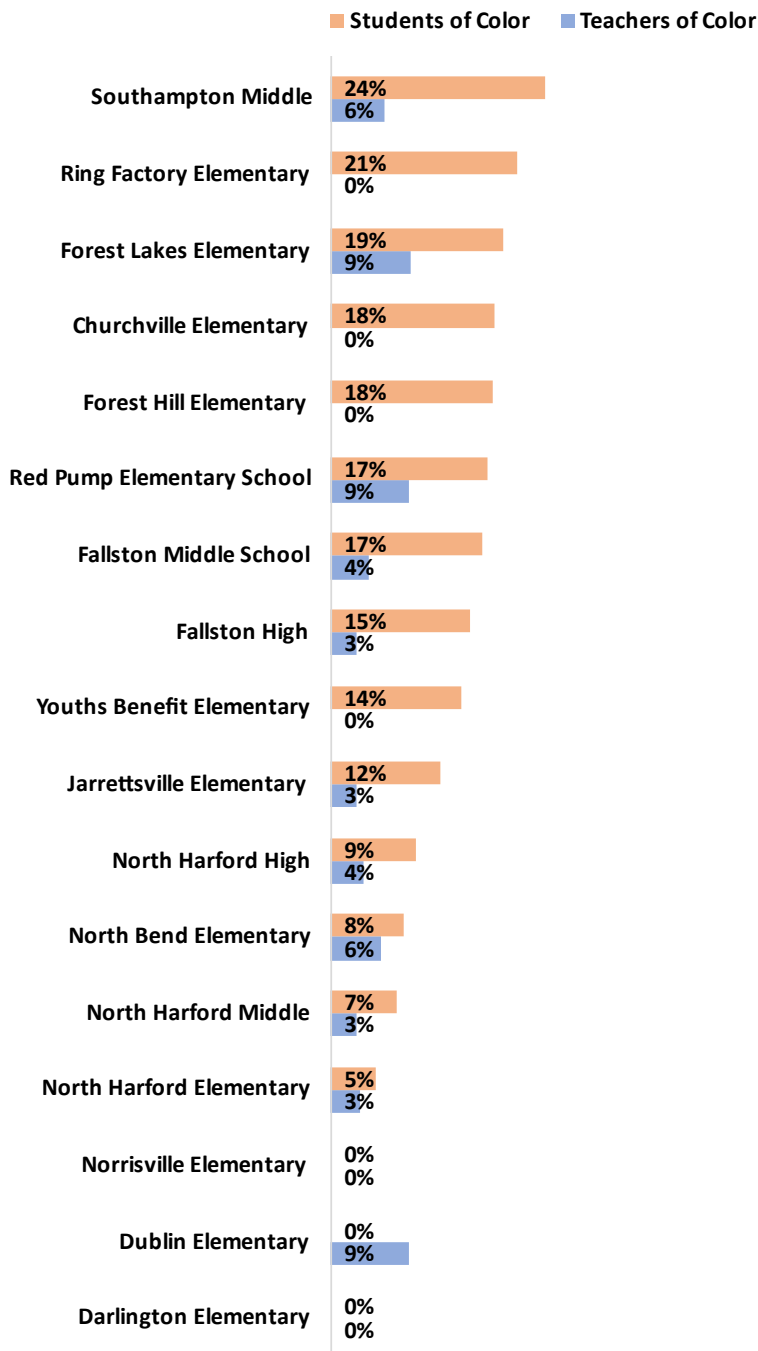 Students of Color Teachers of Color
Southampton Middle 24%
6%
Ring Factory Elementary 21%
0%
Forest Lakes Elementary 19%
9%
Churchville Elementary 18%
0%
Forest Hill Elementary 18%
0%
Red Pump Elementary School 17%
9%
Fallston Middle School 17%
4%
Fallston High 15%
3%
Youths Benefit Elementary 14%
0%
Jarrettsville Elementary 12%
3%
North Harford High 9%
4%
North Bend Elementary 8%
6%
North Harford Middle 7%
3%
North Harford Elementary 5%
3%
Norrisville Elementary 0%
0%
Dublin Elementary 0%
9%
Darlington Elementary 0%
0%